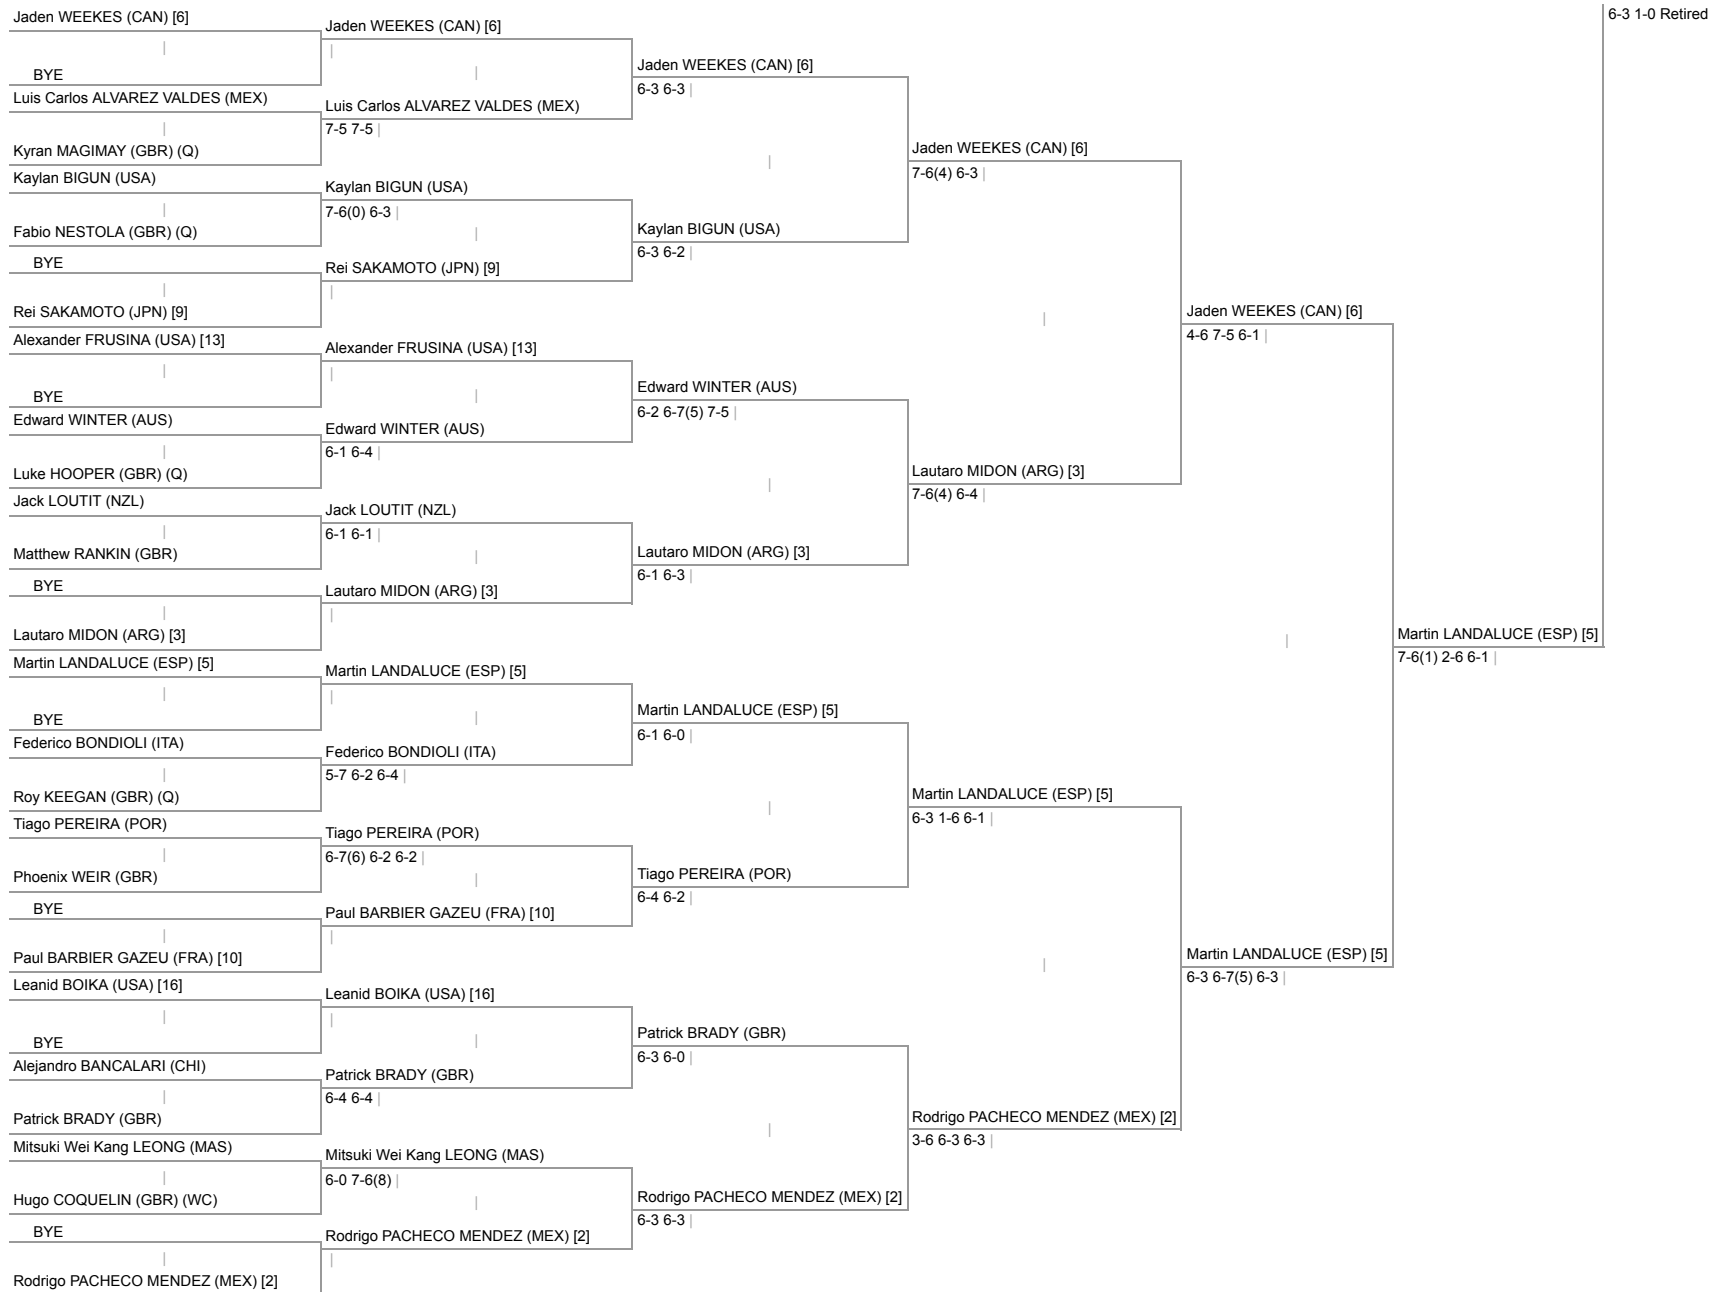 Jaden WEEKES (CAN) [6]
BYE
Luis Carlos ALVAREZ VALDES (MEX)
Kyran MAGIMAY (GBR) (Q)
Kaylan BIGUN (USA)
Fabio NESTOLA (GBR) (Q)
BYE
Rei SAKAMOTO (JPN) [9]
Alexander FRUSINA (USA) [13]
BYE
Edward WINTER (AUS)
Luke HOOPER (GBR) (Q)
Jack LOUTIT (NZL)
Matthew RANKIN (GBR)
BYE
Lautaro MIDON (ARG) [3]
Martin LANDALUCE (ESP) [5]
BYE
Federico BONDIOLI (ITA)
Roy KEEGAN (GBR) (Q)
Tiago PEREIRA (POR)
Phoenix WEIR (GBR)
BYE
Paul BARBIER GAZEU (FRA) [10]
Leanid BOIKA (USA) [16]
BYE
Alejandro BANCALARI (CHI)
Patrick BRADY (GBR)
Mitsuki Wei Kang LEONG (MAS)
Hugo COQUELIN (GBR) (WC)
BYE
Rodrigo PACHECO MENDEZ (MEX) [2]
Jaden WEEKES (CAN) [6]
Luis Carlos ALVAREZ VALDES (MEX)
7-5 7-5
Kaylan BIGUN (USA)
7-6(0) 6-3
Rei SAKAMOTO (JPN) [9]
Alexander FRUSINA (USA) [13]
Edward WINTER (AUS)
6-1 6-4
Jack LOUTIT (NZL)
6-1 6-1
Lautaro MIDON (ARG) [3]
Martin LANDALUCE (ESP) [5]
Federico BONDIOLI (ITA)
5-7 6-2 6-4
Tiago PEREIRA (POR)
6-7(6) 6-2 6-2
Paul BARBIER GAZEU (FRA) [10]
Leanid BOIKA (USA) [16]
Patrick BRADY (GBR)
6-4 6-4
Mitsuki Wei Kang LEONG (MAS)
6-0 7-6(8)
Rodrigo PACHECO MENDEZ (MEX) [2]
Jaden WEEKES (CAN) [6]
6-3 6-3
Kaylan BIGUN (USA)
6-3 6-2
Edward WINTER (AUS)
6-2 6-7(5) 7-5
Lautaro MIDON (ARG) [3]
6-1 6-3
Martin LANDALUCE (ESP) [5]
6-1 6-0
Tiago PEREIRA (POR)
6-4 6-2
Patrick BRADY (GBR)
6-3 6-0
Rodrigo PACHECO MENDEZ (MEX) [2]
6-3 6-3
Jaden WEEKES (CAN) [6]
7-6(4) 6-3
Lautaro MIDON (ARG) [3]
7-6(4) 6-4
Martin LANDALUCE (ESP) [5]
6-3 1-6 6-1
Rodrigo PACHECO MENDEZ (MEX) [2]
3-6 6-3 6-3
Jaden WEEKES (CAN) [6]
4-6 7-5 6-1
Martin LANDALUCE (ESP) [5]
6-3 6-7(5) 6-3
Martin LANDALUCE (ESP) [5]
7-6(1) 2-6 6-1
6-3 1-0 Retired